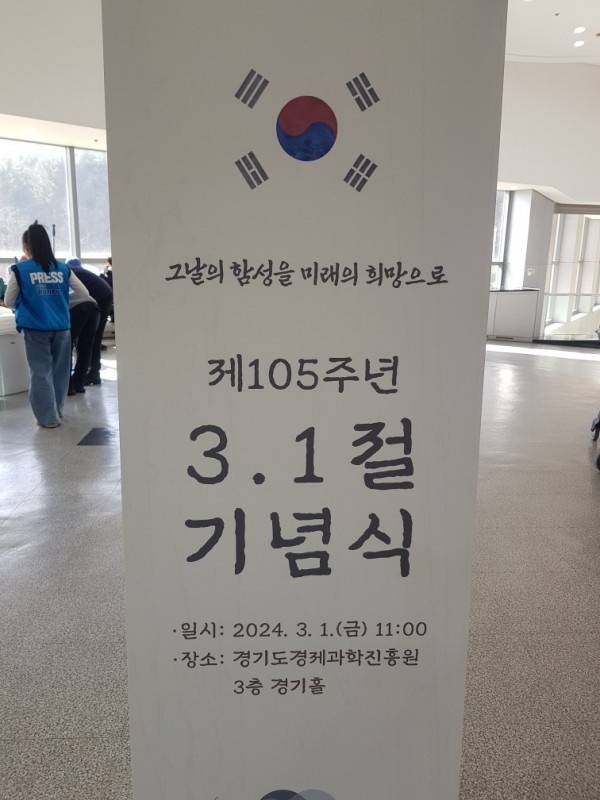 그날의 함성을 미래의 희망으로
제105주년
3.1절
기념식
·일시: 2024. 3. 1.(금) 11:00
·장소: 경기도경제과학진흥원
3층 경기홀
PRESS